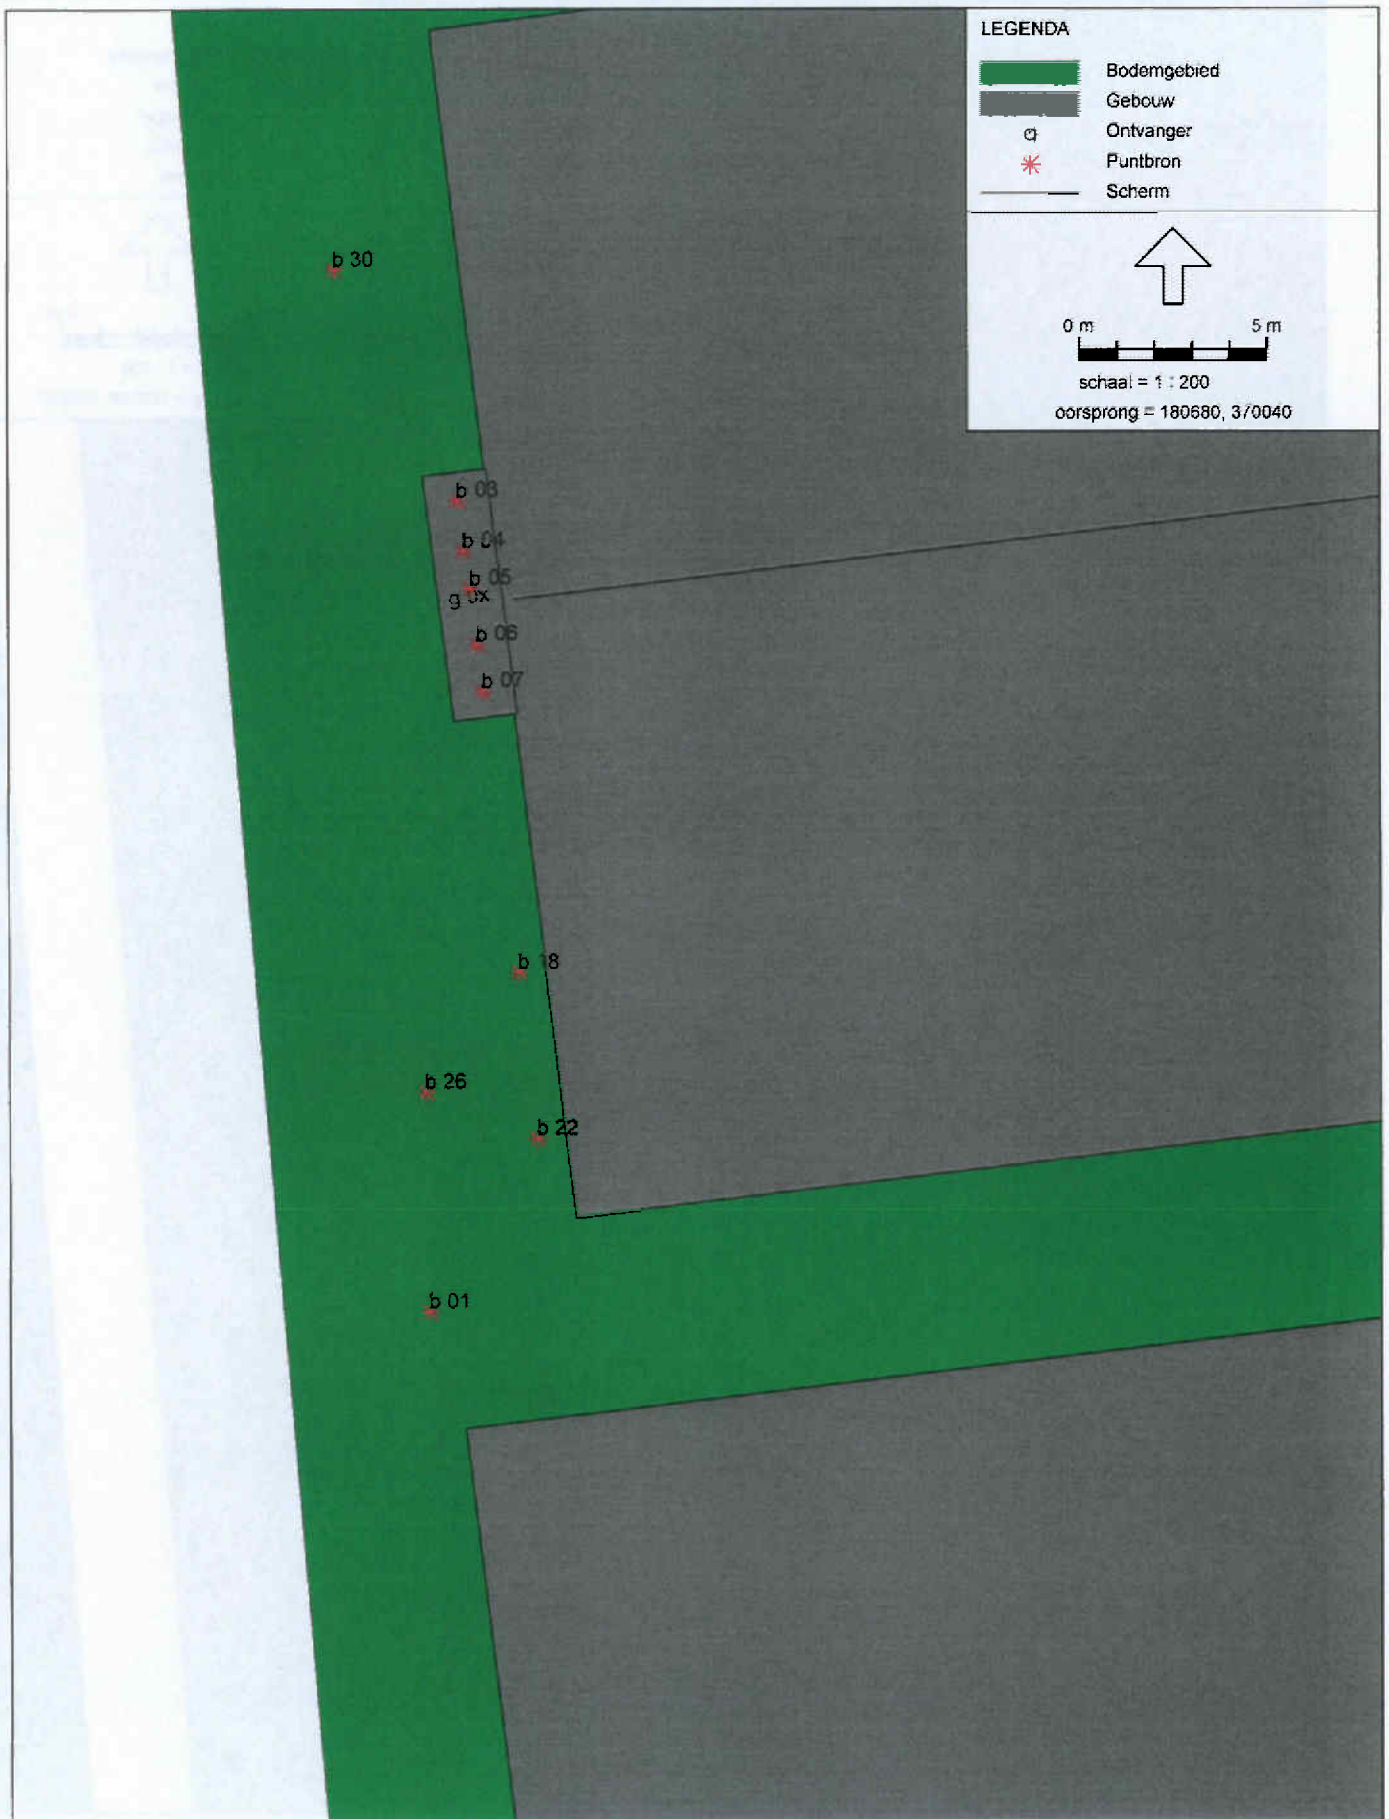 LEGENDA
Bodemgebied
Gebouw
Ontvanger
Puntbron
Scherm
0 m 5 m
schaal = 1 : 200
oorsprong = 180680, 370040
b 30
b 03
b 04
b 05
g
b 06
b 07
b 18
b 26
b 22
b 01